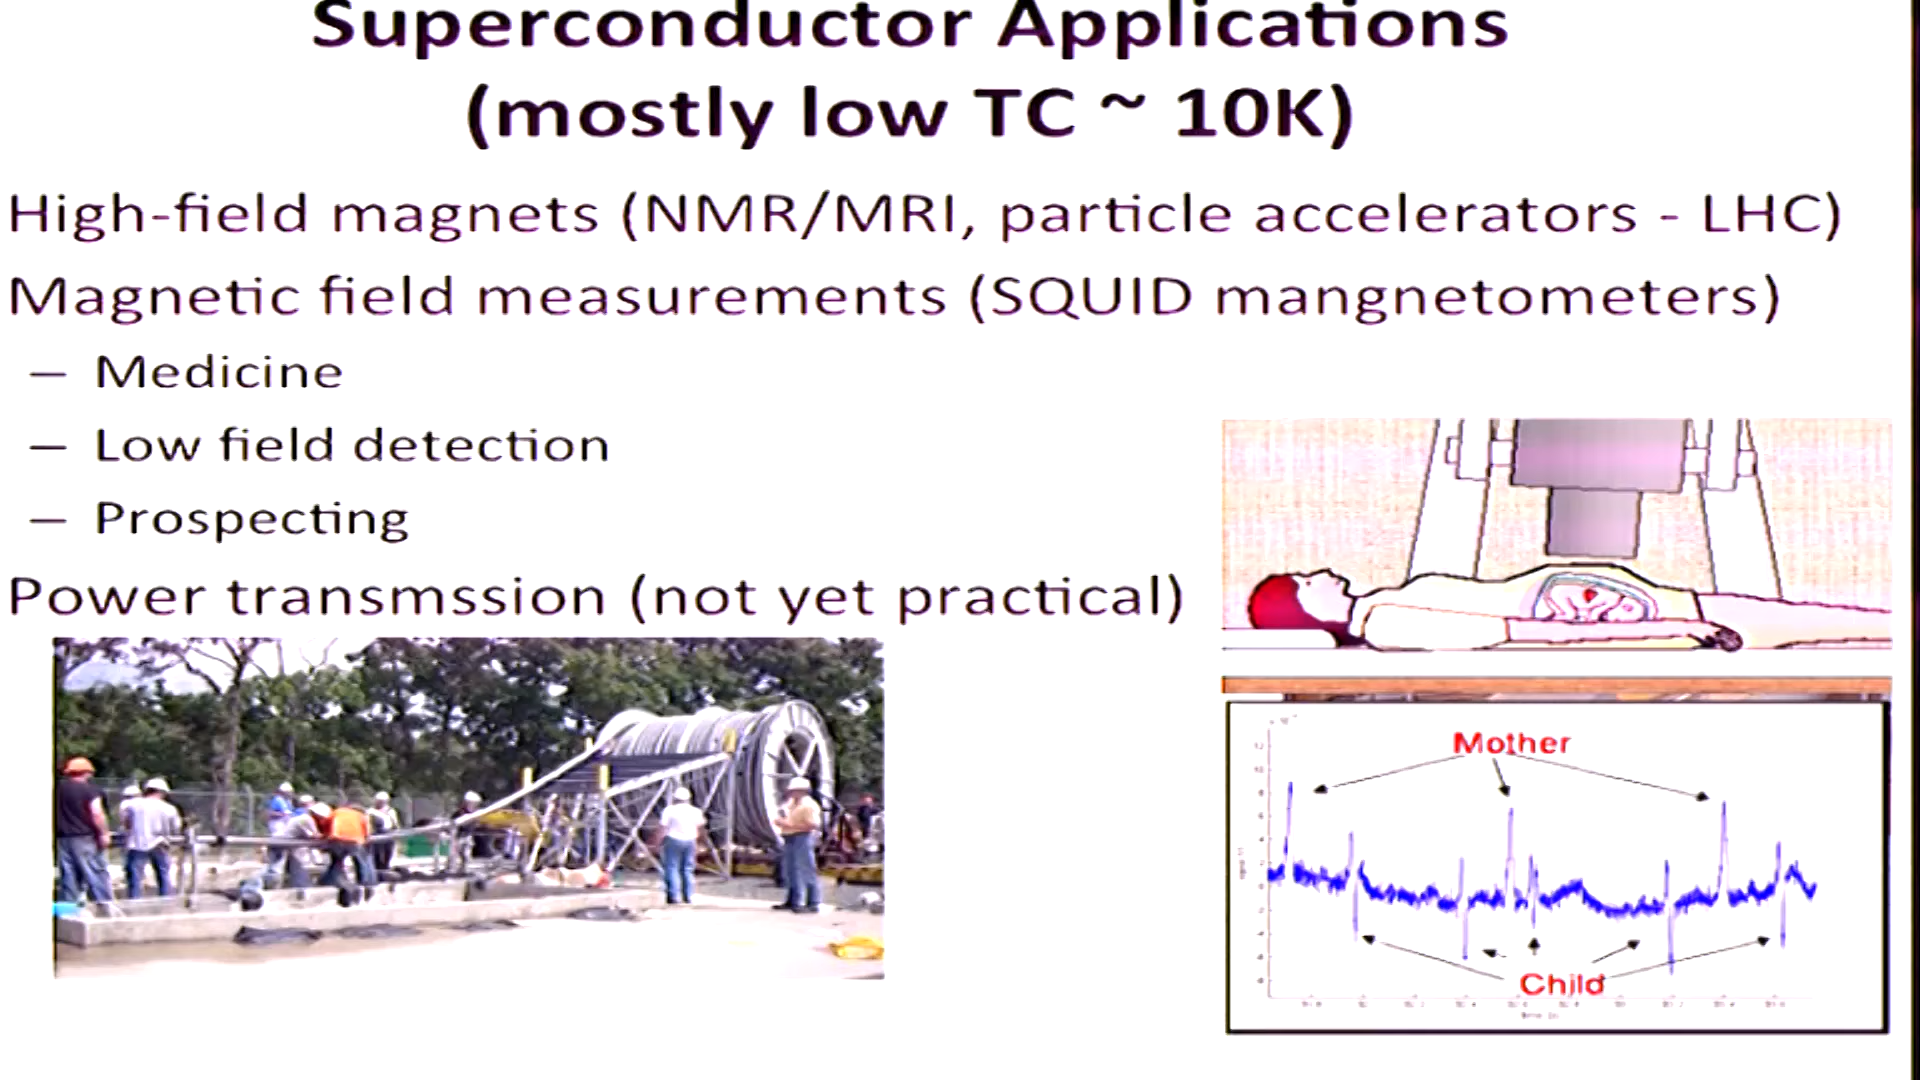 Superconductor Applications
(mostly low TC ~ 10K)
High-field magnets (NMR/MRI, particle accelerators - LHC)
Magnetic field measurements (SQUID mangnetometers)
– Medicine
– Low field detection
– Prospecting
Power transmssion (not yet practical)
Mother
Child